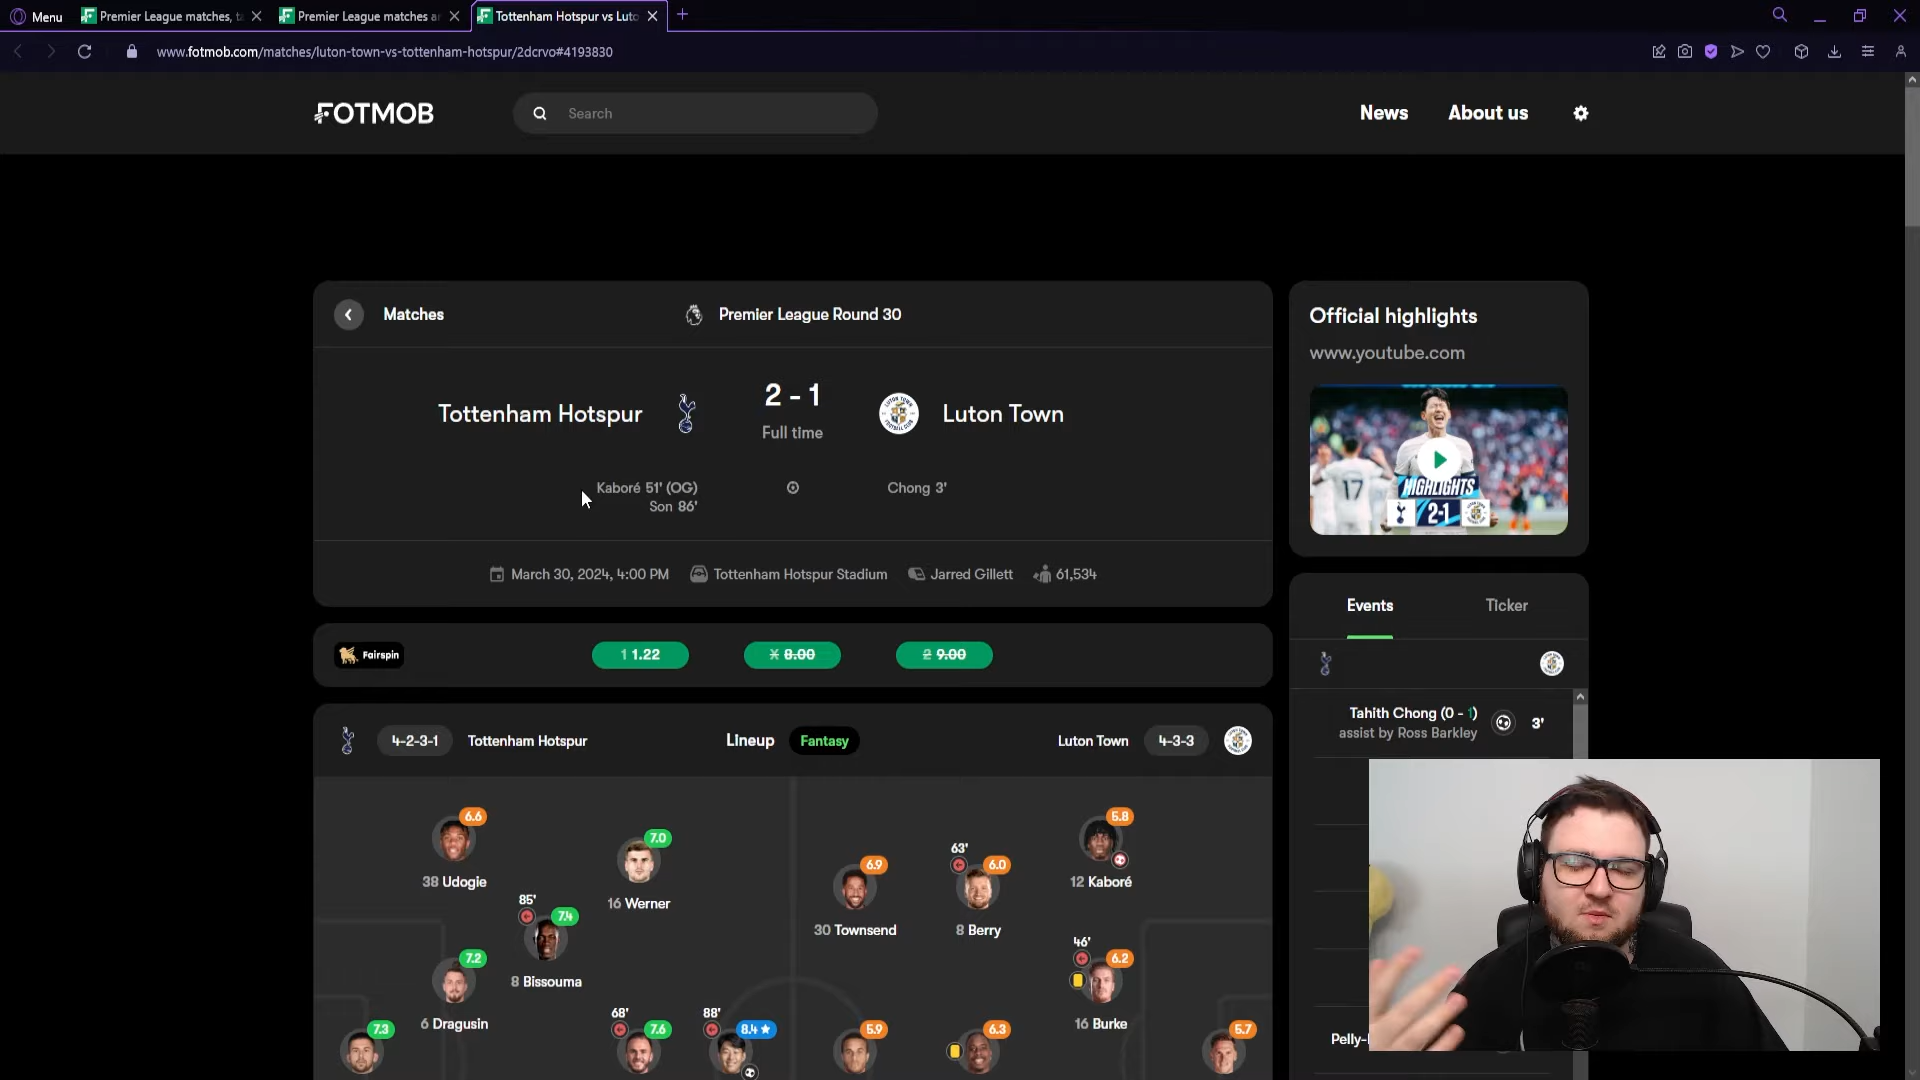 Menu
Premier League matches, t
Premier League matches a
Tottenham Hotspur vs Luto
www.fotmob.com/matches/luton-town-vs-tottenham-hotspur/2dcrvo#4193830
FOTMOB
Search
News
About us
Matches
Premier League Round 30
Tottenham Hotspur
2 - 1
Full time
Luton Town
Kaboré 51' (OG)
Son 86'
Chong 3'
March 30, 2024, 4:00 PM
Tottenham Hotspur Stadium
Jarred Gillett
61,534
Fairspin
1 1.22
X 8.00
2 9.00
4-2-3-1
Tottenham Hotspur
Lineup
Fantasy
Luton Town
4-3-3
6.6
38 Udogie
7.0
16 Werner
85'
7.4
8 Bissouma
7.2
6 Dragusin
7.3
68'
7.6
88'
8.4
6.9
30 Townsend
63'
6.0
8 Berry
5.8
12 Kaboré
46'
6.2
16 Burke
5.9
6.3
5.7
Official highlights
www.youtube.com
17
HIGHLIGHTS
2-1
Events
Ticker
Tahith Chong (0 - 1)
assist by Ross Barkley
3'
Pelly-